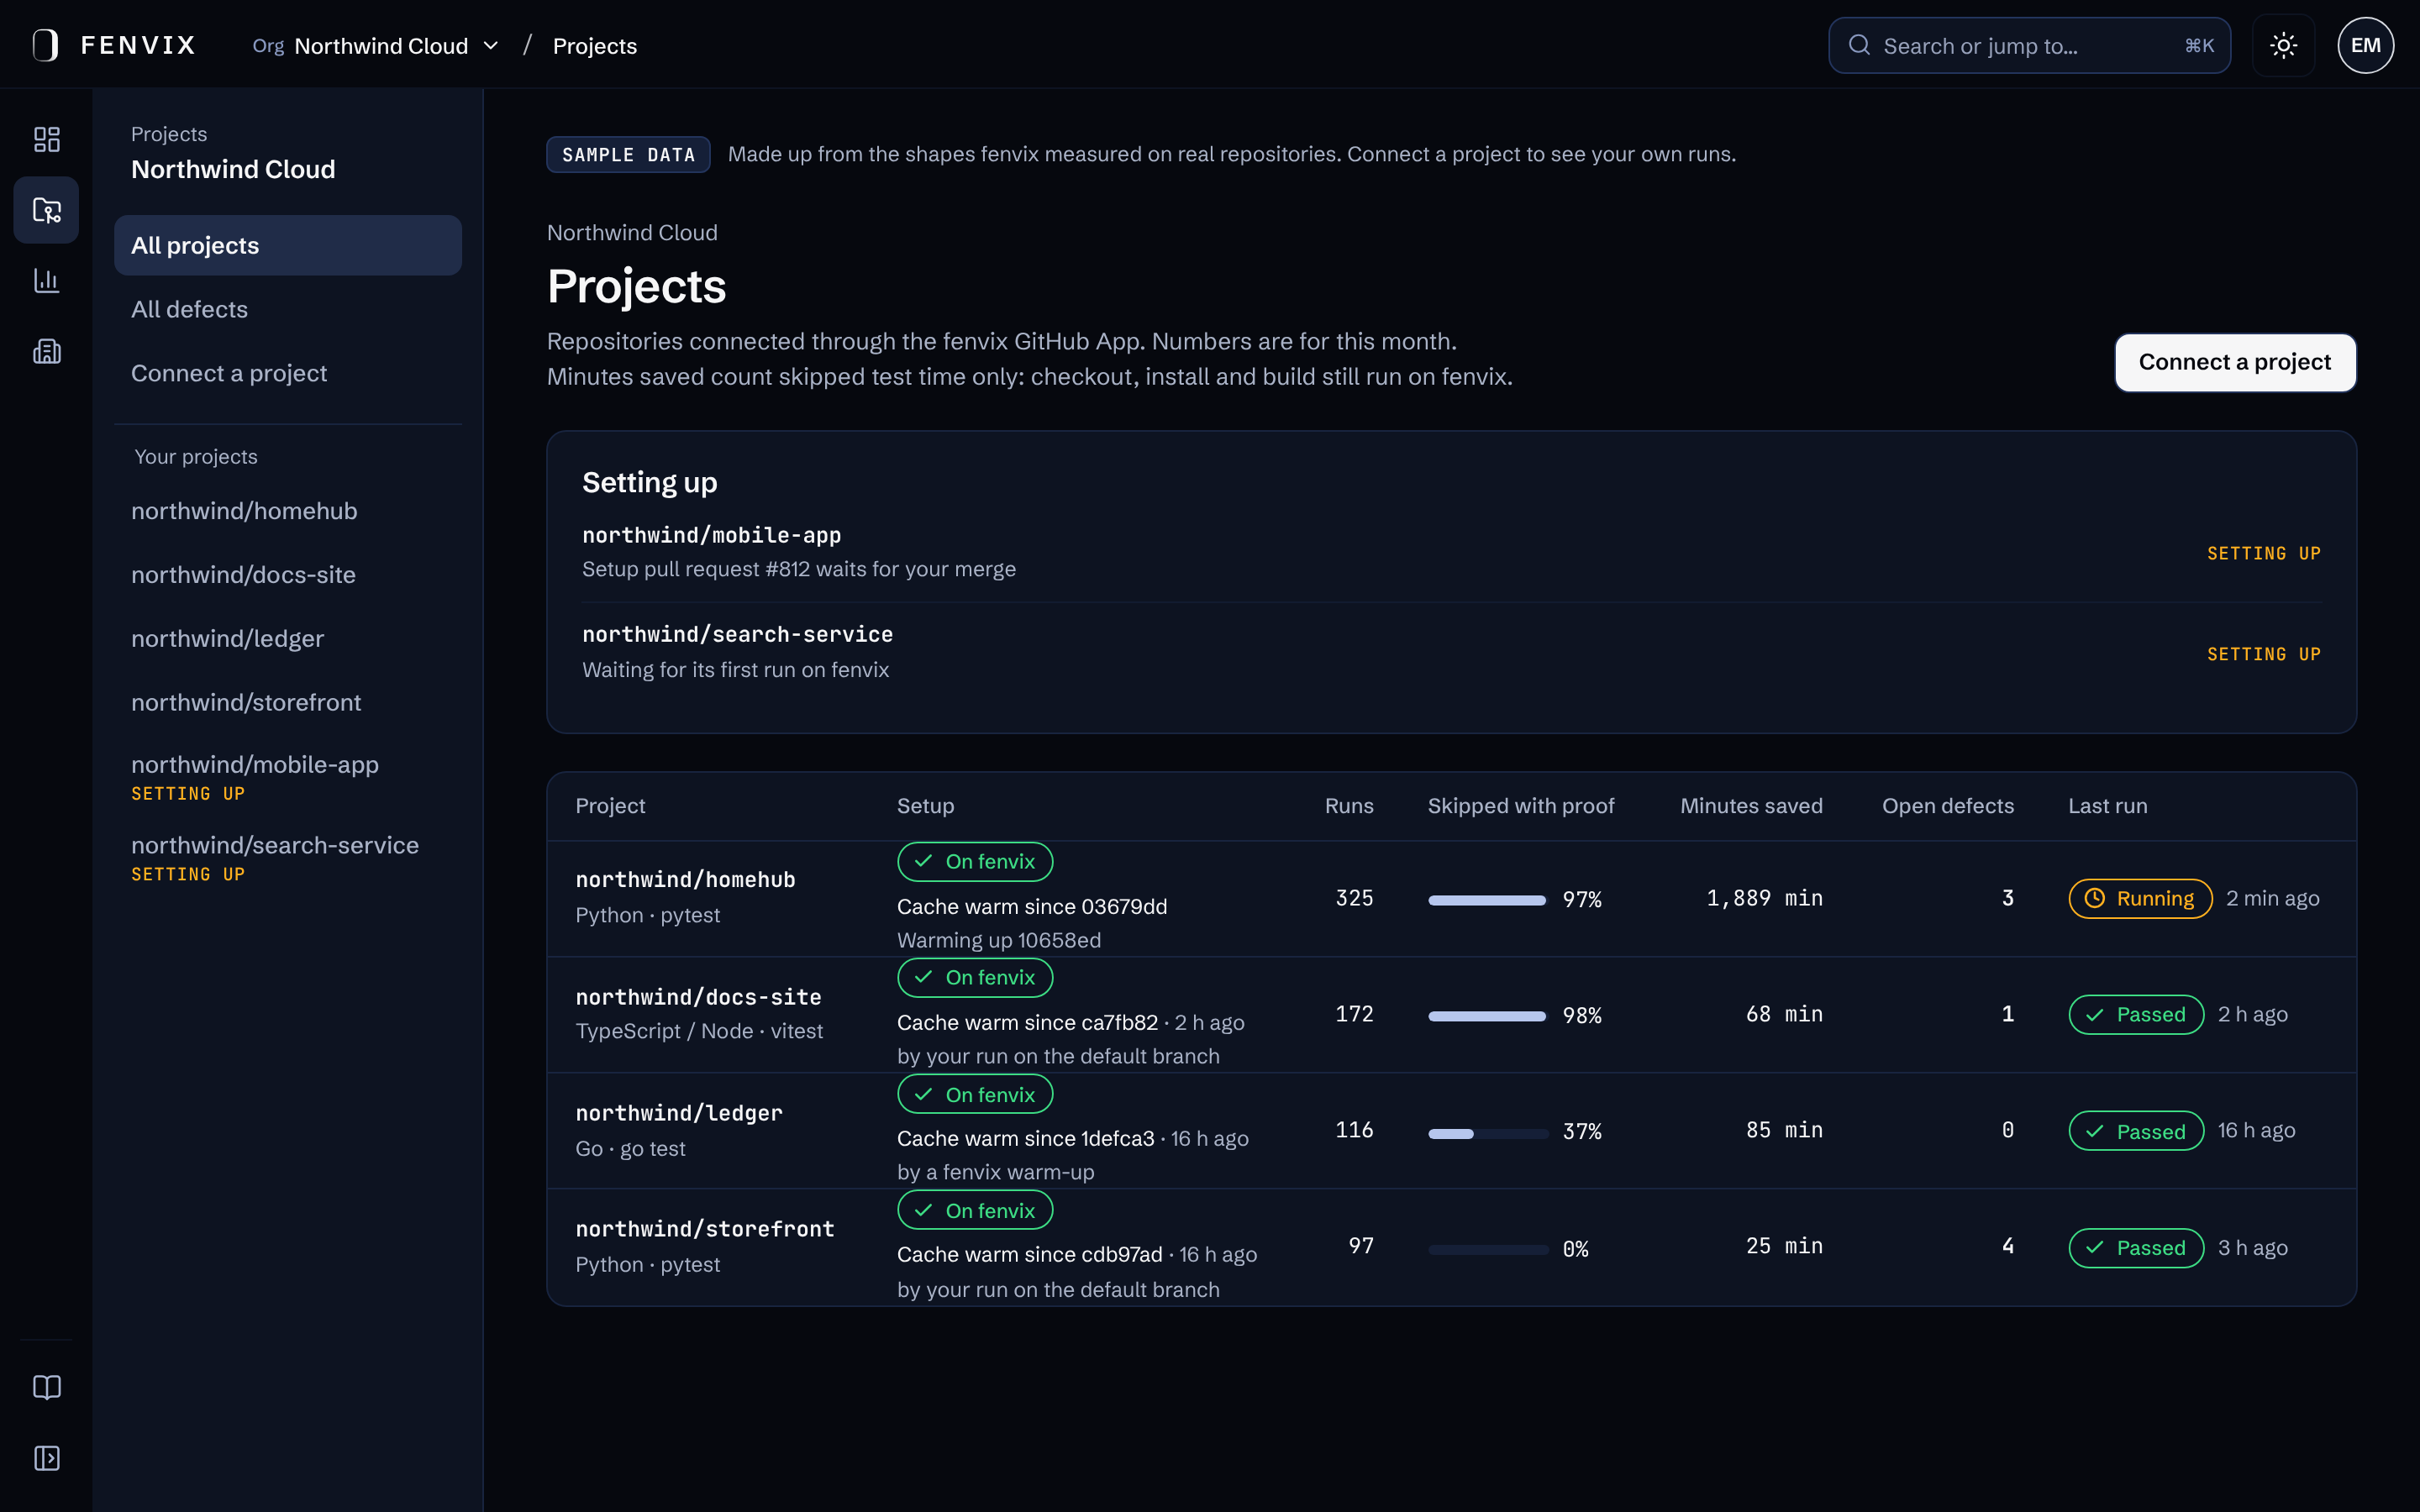 FENVIX
Org Northwind Cloud / Projects
Search or jump to... ⌘K
EM
Projects
Northwind Cloud
All projects
All defects
Connect a project
Your projects
northwind/homehub
northwind/docs-site
northwind/ledger
northwind/storefront
northwind/mobile-app
SETTING UP
northwind/search-service
SETTING UP
SAMPLE DATA Made up from the shapes fenvix measured on real repositories. Connect a project to see your own runs.
Northwind Cloud
Projects
Repositories connected through the fenvix GitHub App. Numbers are for this month.
Minutes saved count skipped test time only: checkout, install and build still run on fenvix.
Connect a project
Setting up
northwind/mobile-app
Setup pull request #812 waits for your merge
SETTING UP
northwind/search-service
Waiting for its first run on fenvix
SETTING UP
Project Setup Runs Skipped with proof Minutes saved Open defects Last run
northwind/homehub
Python · pytest
On fenvix
Cache warm since 03679dd
Warming up 10658ed
325 97% 1,889 min 3 Running 2 min ago
northwind/docs-site
TypeScript / Node · vitest
On fenvix
Cache warm since ca7fb82 · 2 h ago
by your run on the default branch
172 98% 68 min 1 Passed 2 h ago
northwind/ledger
Go · go test
On fenvix
Cache warm since 1defca3 · 16 h ago
by a fenvix warm-up
116 37% 85 min 0 Passed 16 h ago
northwind/storefront
Python · pytest
On fenvix
Cache warm since cdb97ad · 16 h ago
by your run on the default branch
97 0% 25 min 4 Passed 3 h ago